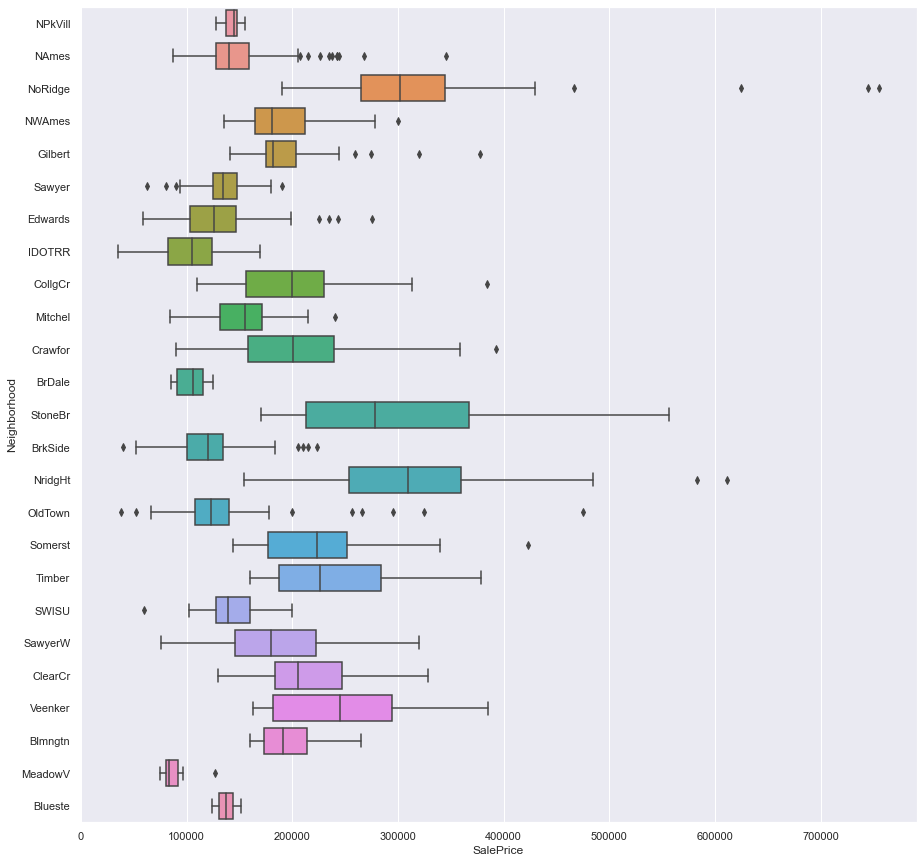 NPkVill
NAmes
NoRidge
NWAmes
Gilbert
Sawyer
Edwards
IDOTRR
CollgCr
Mitchel
Crawfor
BrDale
StoneBr
BrkSide
NridgHt
OldTown
Somerst
Timber
SWISU
SawyerW
ClearCr
Veenker
Blmngtn
MeadowV
Blueste
Neighborhood
0 100000 200000 300000 400000 500000 600000 700000
SalePrice